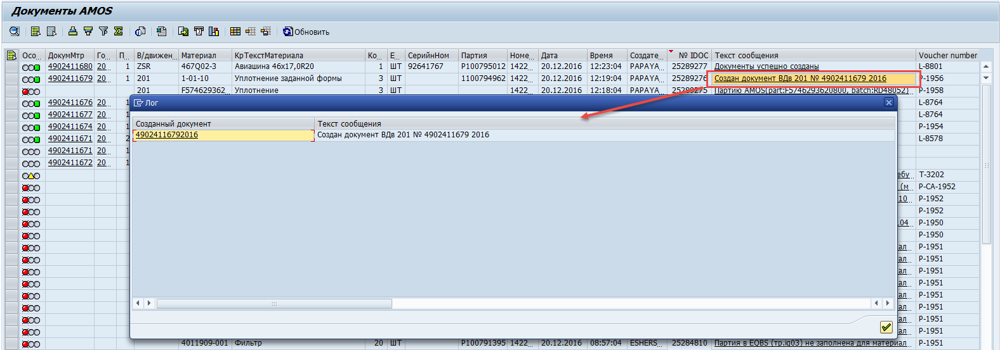 Документы AMOS
Обновить
Осо... ДокумМтр Го... П... В/движен... Материал КрТекстМатериала Ко... Е... СерийнНом Партия Номе... Дата Время Создате... № IDOC Текст сообщения Voucher number
4902411680 20... 1 ZSR 467Q02-3 Авиашина 46x17,0R20 1 ШТ 92641767 P100795012 1422... 20.12.2016 12:23:04 PAPAYA... 25289277 Документы успешно созданы L-8801
4902411679 20... 1 201 1-01-10 Уплотнение заданной формы 3 ШТ 1100794962 1422... 20.12.2016 12:19:04 PAPAYA... 25289276 Создан документ ВДв 201 № 4902411679 2016 P-1956
201 F574629362... Уплотнение 3 ШТ 1422... 20.12.2016 12:18:04 PAPAYA... 25289275 Партию AMOS(part:F5746293620800, batch:RD48052)... P-1958
4902411676 20... 1 L-8764
4902411677 20... 1 L-8764
4902411674 20... 1 P-1954
4902411671 20... 2 L-8578
4902411671 20... 1
4902411672 20... 1
ебу... T-3202
(м... P-CA-1952
10... P-1952
P-1952
04... P-1950
P-1950
ал... P-1951
ал... P-1951
ал... P-1951
ал... P-1951
ал... P-1951
ал... P-1951
ал... P-1951
ал... P-1951
4011909-001 Фильтр 20 ШТ P100791395 1422... 20.12.2016 08:57:04 ESHERS... 25284810 Партия в EQBS (тр.iq03) не заполнена для материал... P-1951
Лог
Созданный документ Текст сообщения
49024116792016 Создан документ ВДв 201 № 4902411679 2016